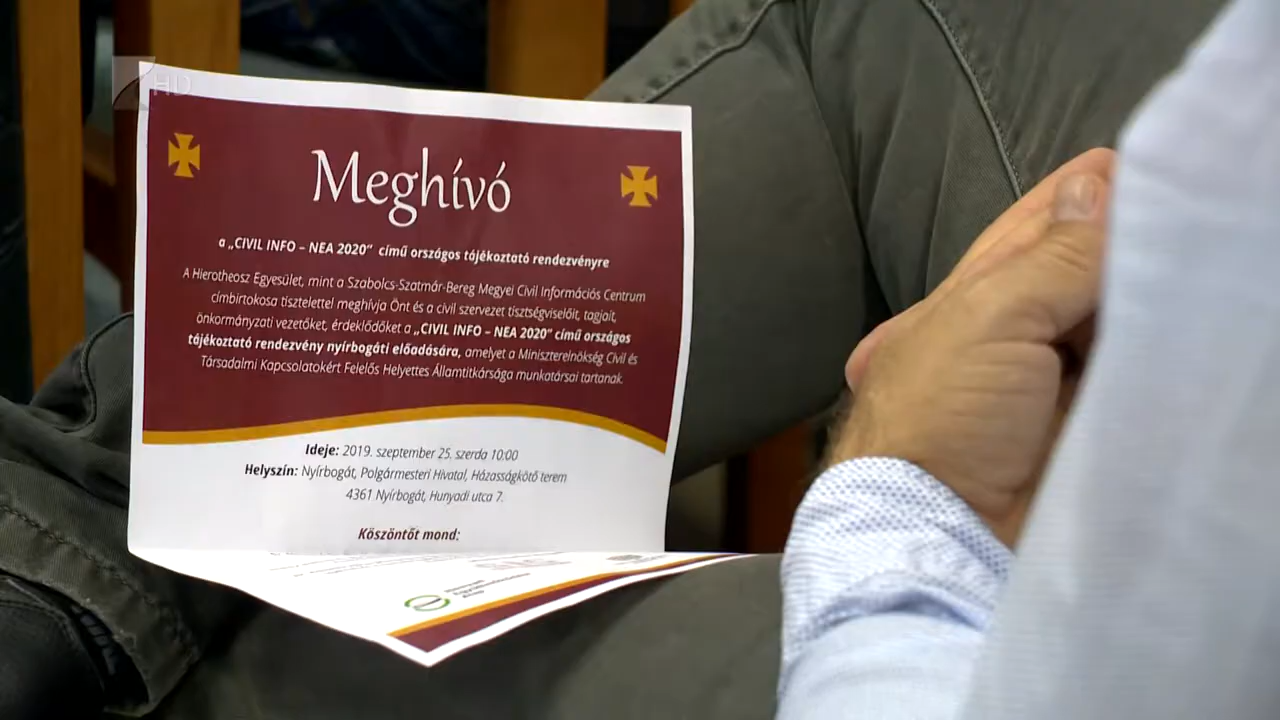 HD
Meghívó
a „CIVIL INFO – NEA 2020” című országos tájékoztató rendezvényre
A Hierotheosz Egyesület, mint a Szabolcs-Szatmár-Bereg Megyei Civil Információs Centrum
címbirtokosa tisztelettel meghívja Önt és a civil szervezet tisztségviselőit, tagjait,
önkormányzati vezetőket, érdeklődőket a „CIVIL INFO – NEA 2020” című országos
tájékoztató rendezvény nyírbogáti előadására, amelyet a Miniszterelnökség Civil és
Társadalmi Kapcsolatokért Felelős Helyettes Államtitkársága munkatársai tartanak.
Ideje: 2019. szeptember 25. szerda 10:00
Helyszín: Nyírbogát, Polgármesteri Hivatal, Házasságkötő terem
4361 Nyírbogát, Hunyadi utca 7.
Köszöntőt mond: